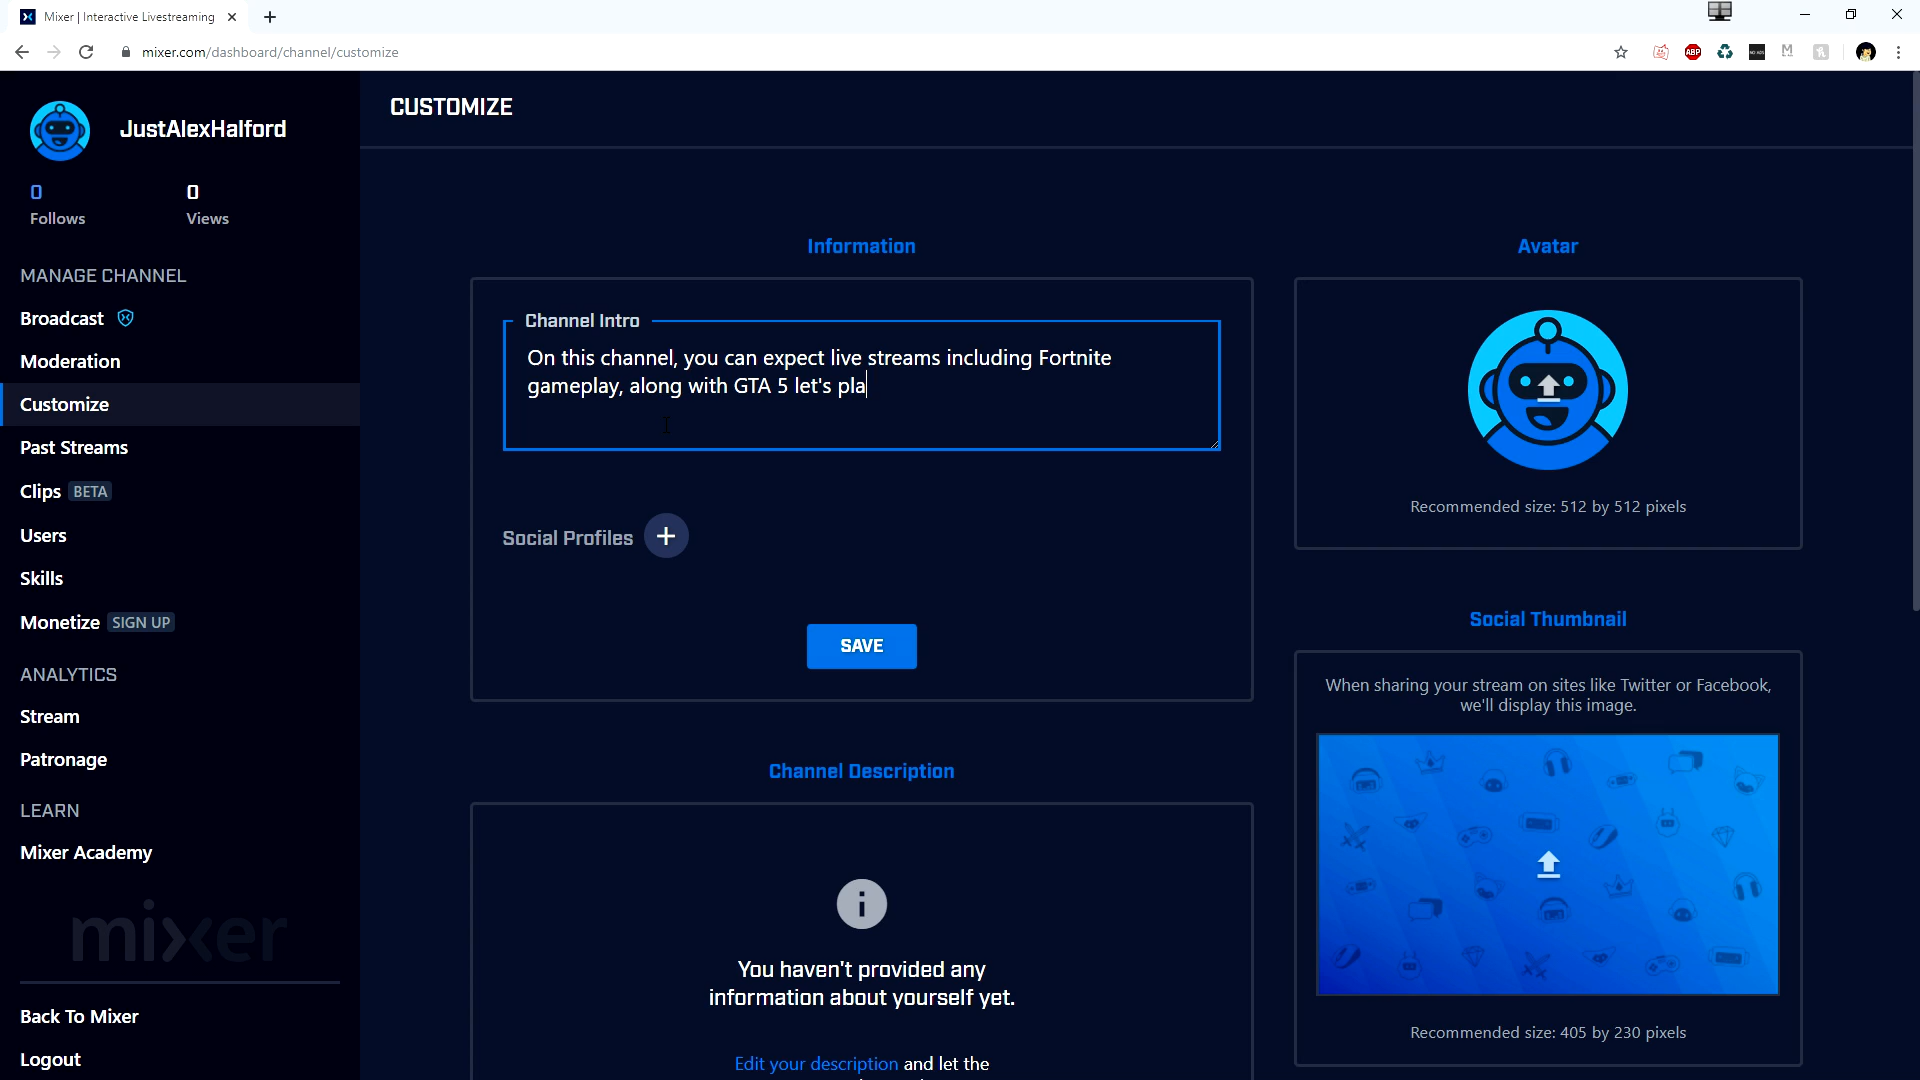 Mixer | Interactive Livestreaming
mixer.com/dashboard/channel/customize
ABP
JustAlexHalford
0 0
Follows Views
MANAGE CHANNEL
Broadcast
Moderation
Customize
Past Streams
Clips BETA
Users
Skills
Monetize SIGN UP
ANALYTICS
Stream
Patronage
LEARN
Mixer Academy
mixer
Back To Mixer
Logout
CUSTOMIZE
Information
Channel Intro
On this channel, you can expect live streams including Fortnite
gameplay, along with GTA 5 let's pla
Social Profiles +
SAVE
Channel Description
You haven't provided any
information about yourself yet.
Edit your description and let the
Avatar
Recommended size: 512 by 512 pixels
Social Thumbnail
When sharing your stream on sites like Twitter or Facebook,
we'll display this image.
Recommended size: 405 by 230 pixels